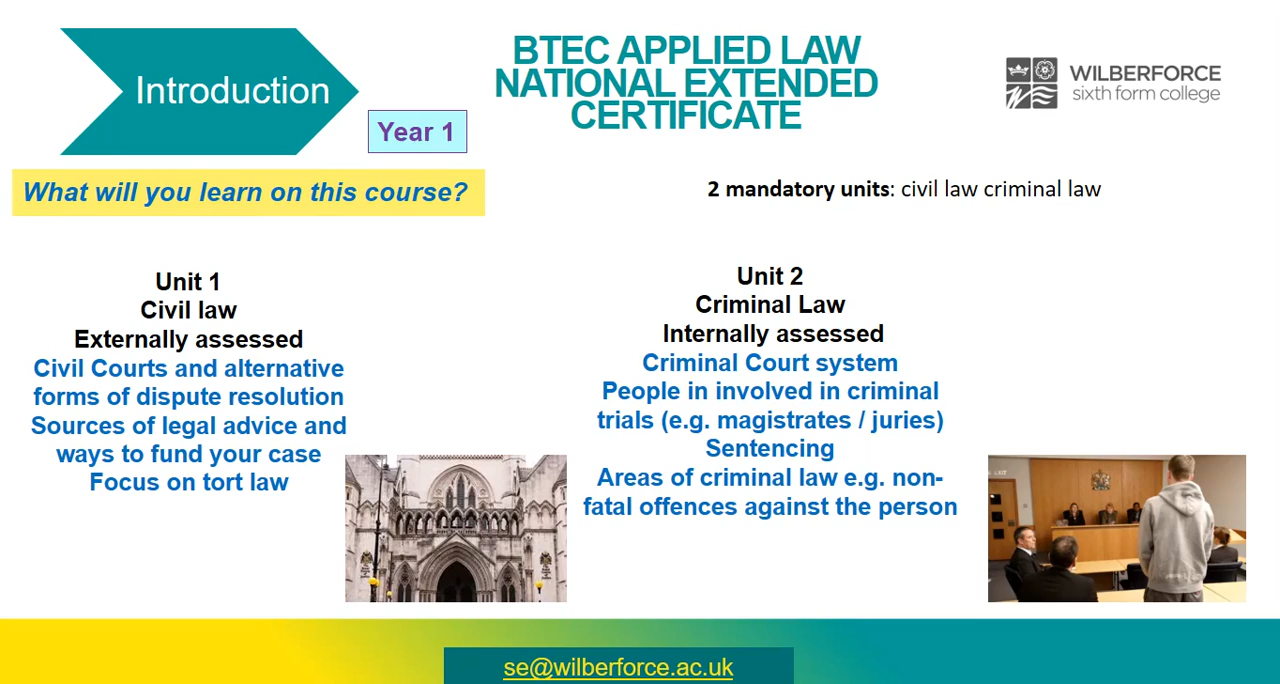 Introduction
BTEC APPLIED LAW
NATIONAL EXTENDED
CERTIFICATE
WILBERFORCE
sixth form college
Year 1
What will you learn on this course?
2 mandatory units: civil law criminal law
Unit 1
Civil law
Externally assessed
Civil Courts and alternative
forms of dispute resolution
Sources of legal advice and
ways to fund your case
Focus on tort law
Unit 2
Criminal Law
Internally assessed
Criminal Court system
People in involved in criminal
trials (e.g. magistrates / juries)
Sentencing
Areas of criminal law e.g. non-
fatal offences against the person
EXIT
se@wilberforce.ac.uk